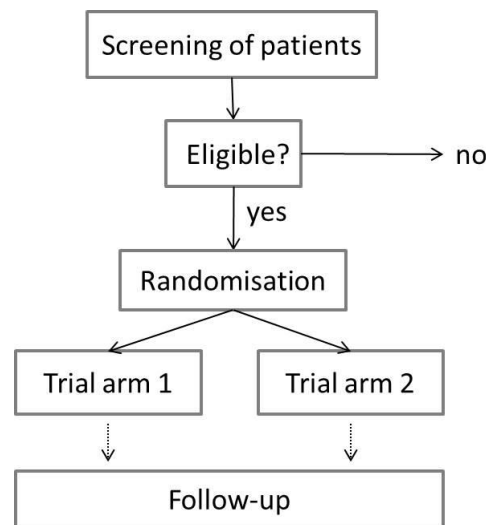 Screening of patients
Eligible?
no
yes
Randomisation
Trial arm 1
Trial arm 2
Follow-up